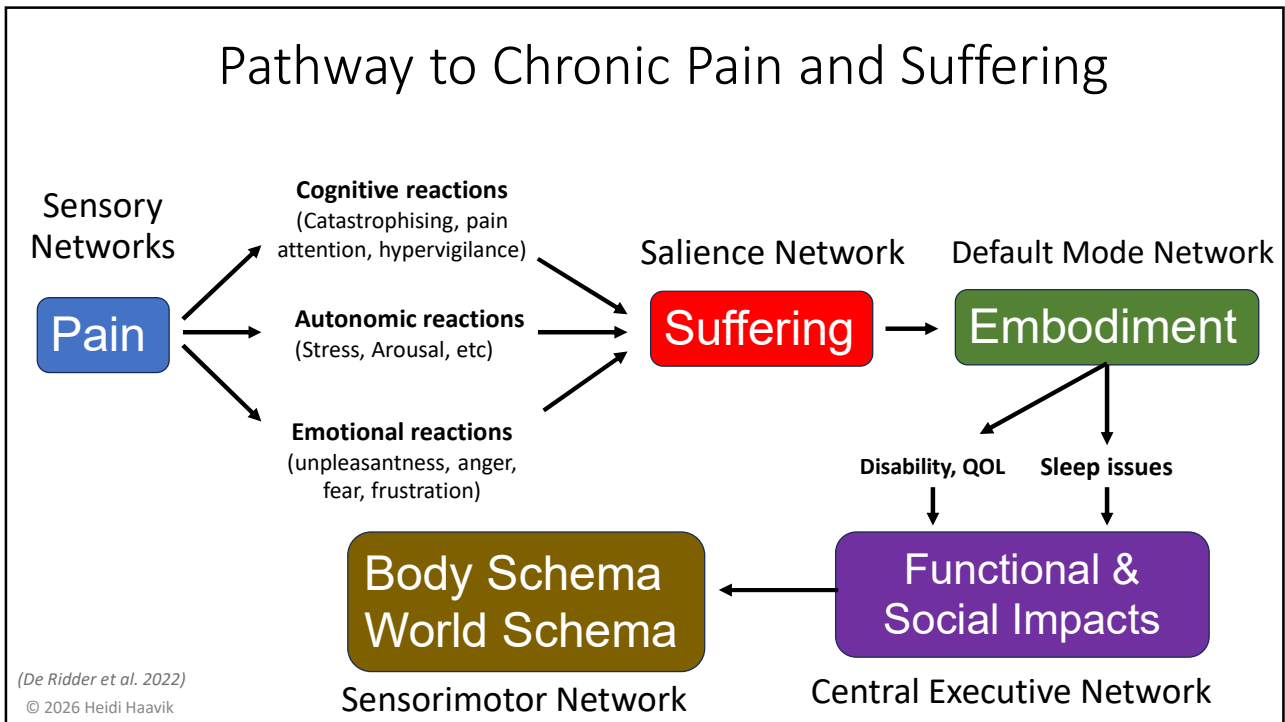 Pathway to Chronic Pain and Suffering
Sensory
Networks
Pain
Cognitive reactions
(Catastrophising, pain
attention, hypervigilance)
Autonomic reactions
(Stress, Arousal, etc)
Emotional reactions
(unpleasantness, anger,
fear, frustration)
Salience Network
Suffering
Default Mode Network
Embodiment
Disability, QOL
Sleep issues
Functional &
Social Impacts
Central Executive Network
Body Schema
World Schema
Sensorimotor Network
(De Ridder et al. 2022)
© 2026 Heidi Haavik